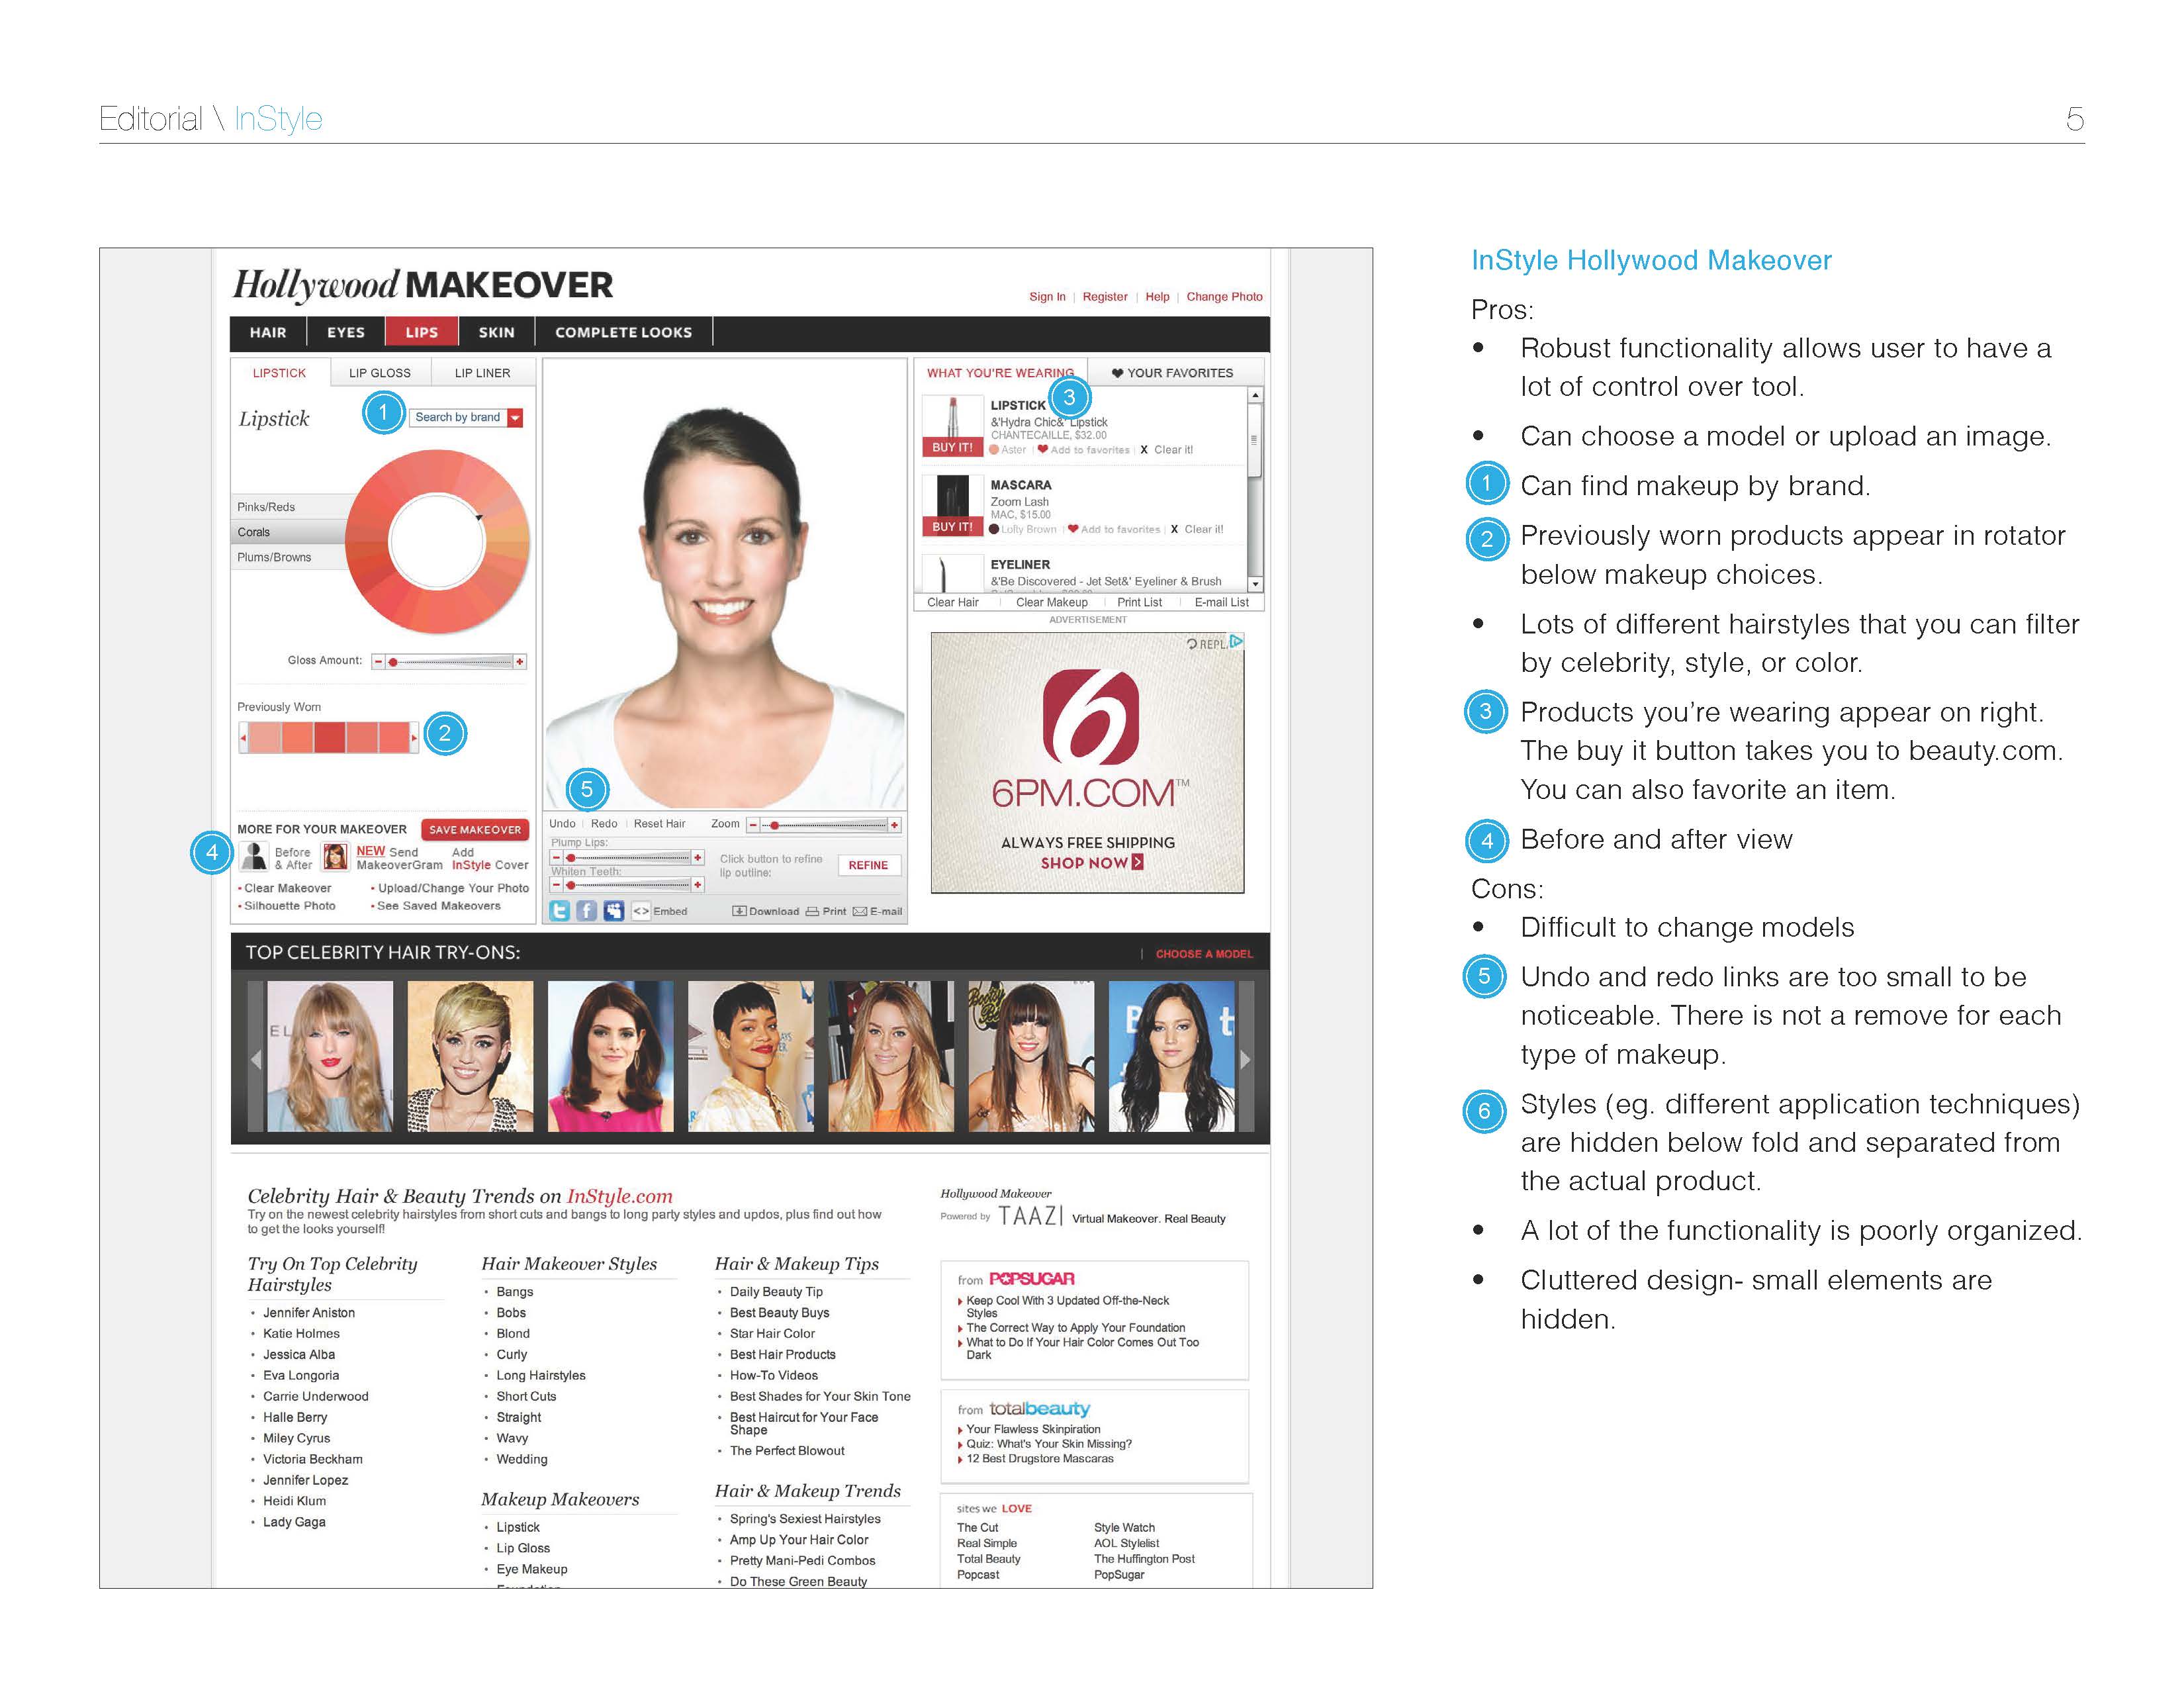 Editorial \ InStyle
5
Hollywood MAKEOVER
Sign In | Register | Help | Change Photo
HAIR EYES LIPS SKIN COMPLETE LOOKS
LIPSTICK LIP GLOSS LIP LINER
Lipstick
1
Search by brand
Pinks/Reds
Corals
Plums/Browns
Gloss Amount:
Previously Worn
2
MORE FOR YOUR MAKEOVER SAVE MAKEOVER
4
Before & After
NEW Send MakeoverGram
Add InStyle Cover
• Clear Makeover • Upload/Change Your Photo
• Silhouette Photo • See Saved Makeovers
5
Undo | Redo | Reset Hair Zoom
Plump Lips:
Whiten Teeth:
Click button to refine
lip outline:
REFINE
<> Embed Download Print E-mail
WHAT YOU'RE WEARING YOUR FAVORITES
3
LIPSTICK
&'Hydra Chic&' Lipstick
CHANTECAILLE, $32.00
BUY IT! Aster | Add to favorites | X Clear it!
MASCARA
Zoom Lash
MAC, $15.00
BUY IT! Lofty Brown | Add to favorites | X Clear it!
EYELINER
&'Be Discovered - Jet Set&' Eyeliner & Brush
Clear Hair | Clear Makeup | Print List | E-mail List
ADVERTISEMENT
REPL.
6
6PM.COM™
ALWAYS FREE SHIPPING
SHOP NOW
TOP CELEBRITY HAIR TRY-ONS:
| CHOOSE A MODEL
Celebrity Hair & Beauty Trends on InStyle.com
Try on the newest celebrity hairstyles from short cuts and bangs to long party styles and updos, plus find out how
to get the looks yourself!
Hollywood Makeover
Powered by TAAZ | Virtual Makeover. Real Beauty
Try On Top Celebrity
Hairstyles
• Jennifer Aniston
• Katie Holmes
• Jessica Alba
• Eva Longoria
• Carrie Underwood
• Halle Berry
• Miley Cyrus
• Victoria Beckham
• Jennifer Lopez
• Heidi Klum
• Lady Gaga
Hair Makeover Styles
• Bangs
• Bobs
• Blond
• Curly
• Long Hairstyles
• Short Cuts
• Straight
• Wavy
• Wedding
Makeup Makeovers
• Lipstick
• Lip Gloss
• Eye Makeup
Hair & Makeup Tips
• Daily Beauty Tip
• Best Beauty Buys
• Star Hair Color
• Best Hair Products
• How-To Videos
• Best Shades for Your Skin Tone
• Best Haircut for Your Face
Shape
• The Perfect Blowout
Hair & Makeup Trends
• Spring's Sexiest Hairstyles
• Amp Up Your Hair Color
• Pretty Mani-Pedi Combos
• Do These Green Beauty
from POPSUGAR
Keep Cool With 3 Updated Off-the-Neck
Styles
The Correct Way to Apply Your Foundation
What to Do If Your Hair Color Comes Out Too
Dark
from totalbeauty
Your Flawless Skinpiration
Quiz: What's Your Skin Missing?
12 Best Drugstore Mascaras
sites we LOVE
The Cut Style Watch
Real Simple AOL Stylelist
Total Beauty The Huffington Post
Popcast PopSugar
InStyle Hollywood Makeover
Pros:
• Robust functionality allows user to have a
lot of control over tool.
• Can choose a model or upload an image.
1 Can find makeup by brand.
2 Previously worn products appear in rotator
below makeup choices.
• Lots of different hairstyles that you can filter
by celebrity, style, or color.
3 Products you're wearing appear on right.
The buy it button takes you to beauty.com.
You can also favorite an item.
4 Before and after view
Cons:
• Difficult to change models
5 Undo and redo links are too small to be
noticeable. There is not a remove for each
type of makeup.
6 Styles (eg. different application techniques)
are hidden below fold and separated from
the actual product.
• A lot of the functionality is poorly organized.
• Cluttered design- small elements are
hidden.